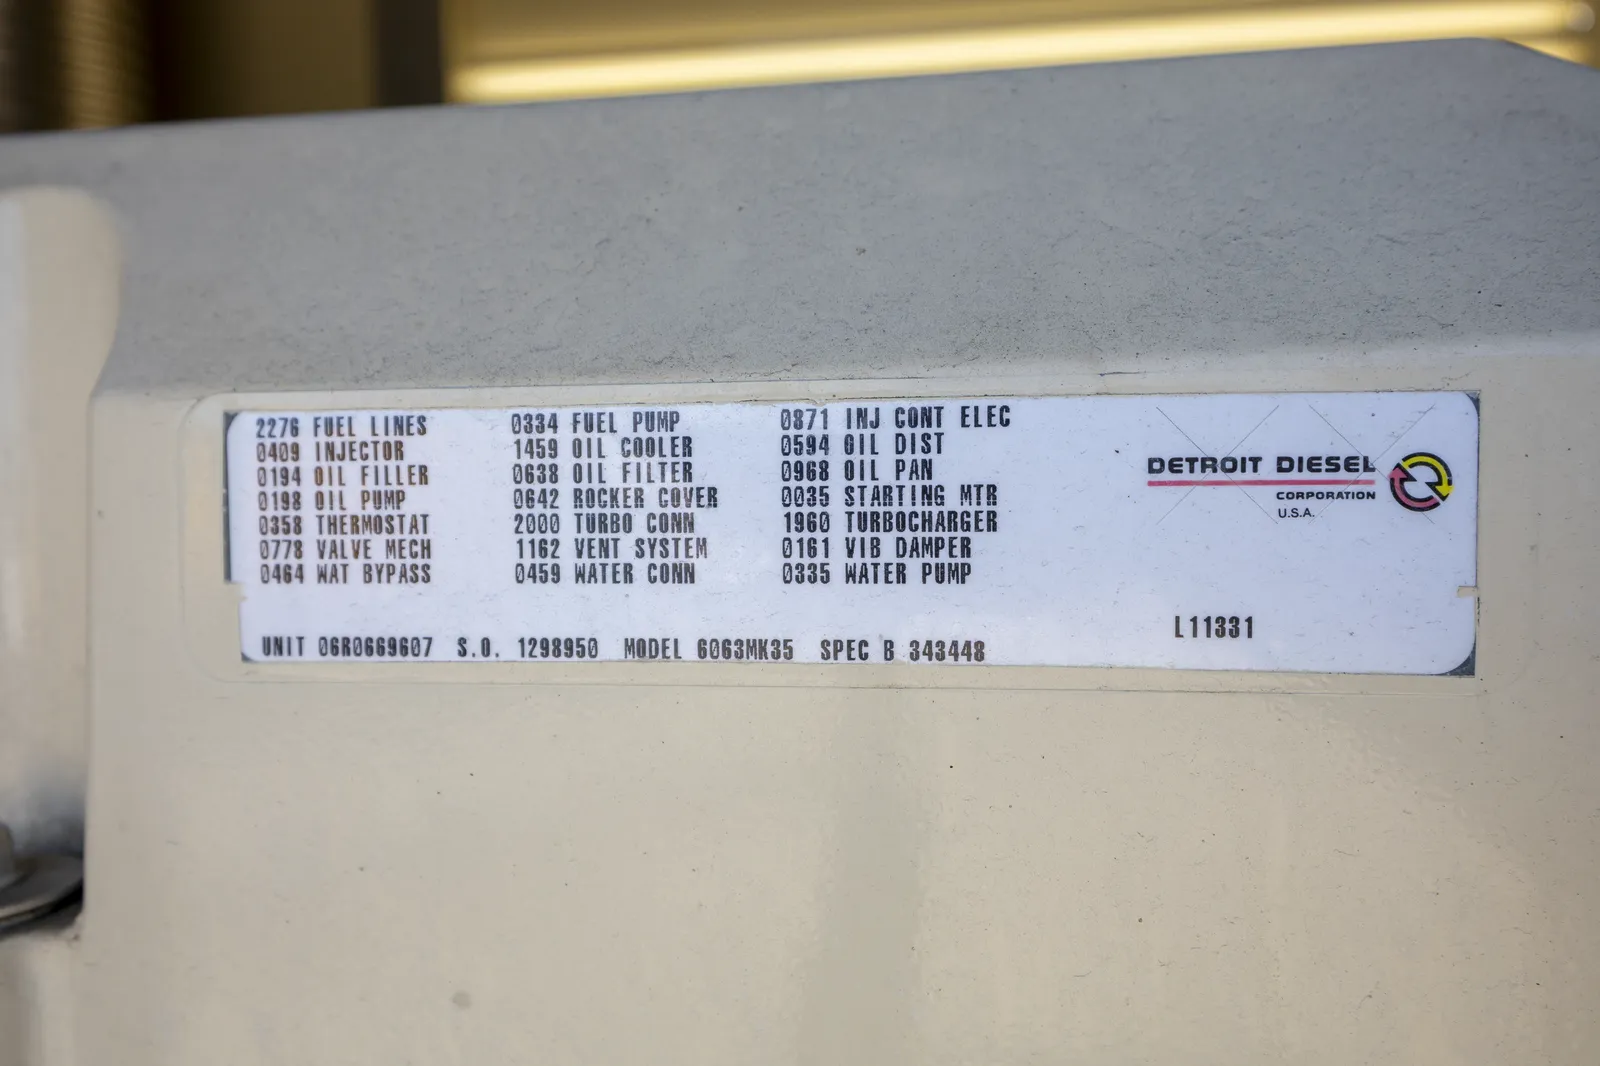 2276 FUEL LINES 0334 FUEL PUMP 0871 INJ CONT ELEC
0409 INJECTOR 1459 OIL COOLER 0594 OIL DIST
0194 OIL FILLER 0638 OIL FILTER 0968 OIL PAN
0198 OIL PUMP 0642 ROCKER COVER 0035 STARTING MTR
0358 THERMOSTAT 2000 TURBO CONN 1960 TURBOCHARGER
0778 VALVE MECH 1162 VENT SYSTEM 0161 VIB DAMPER
0464 WAT BYPASS 0459 WATER CONN 0335 WATER PUMP
DETROIT DIESEL
CORPORATION
U.S.A.
L11331
UNIT 06R0669607 S.O. 1298950 MODEL 6063MK35 SPEC B 343448